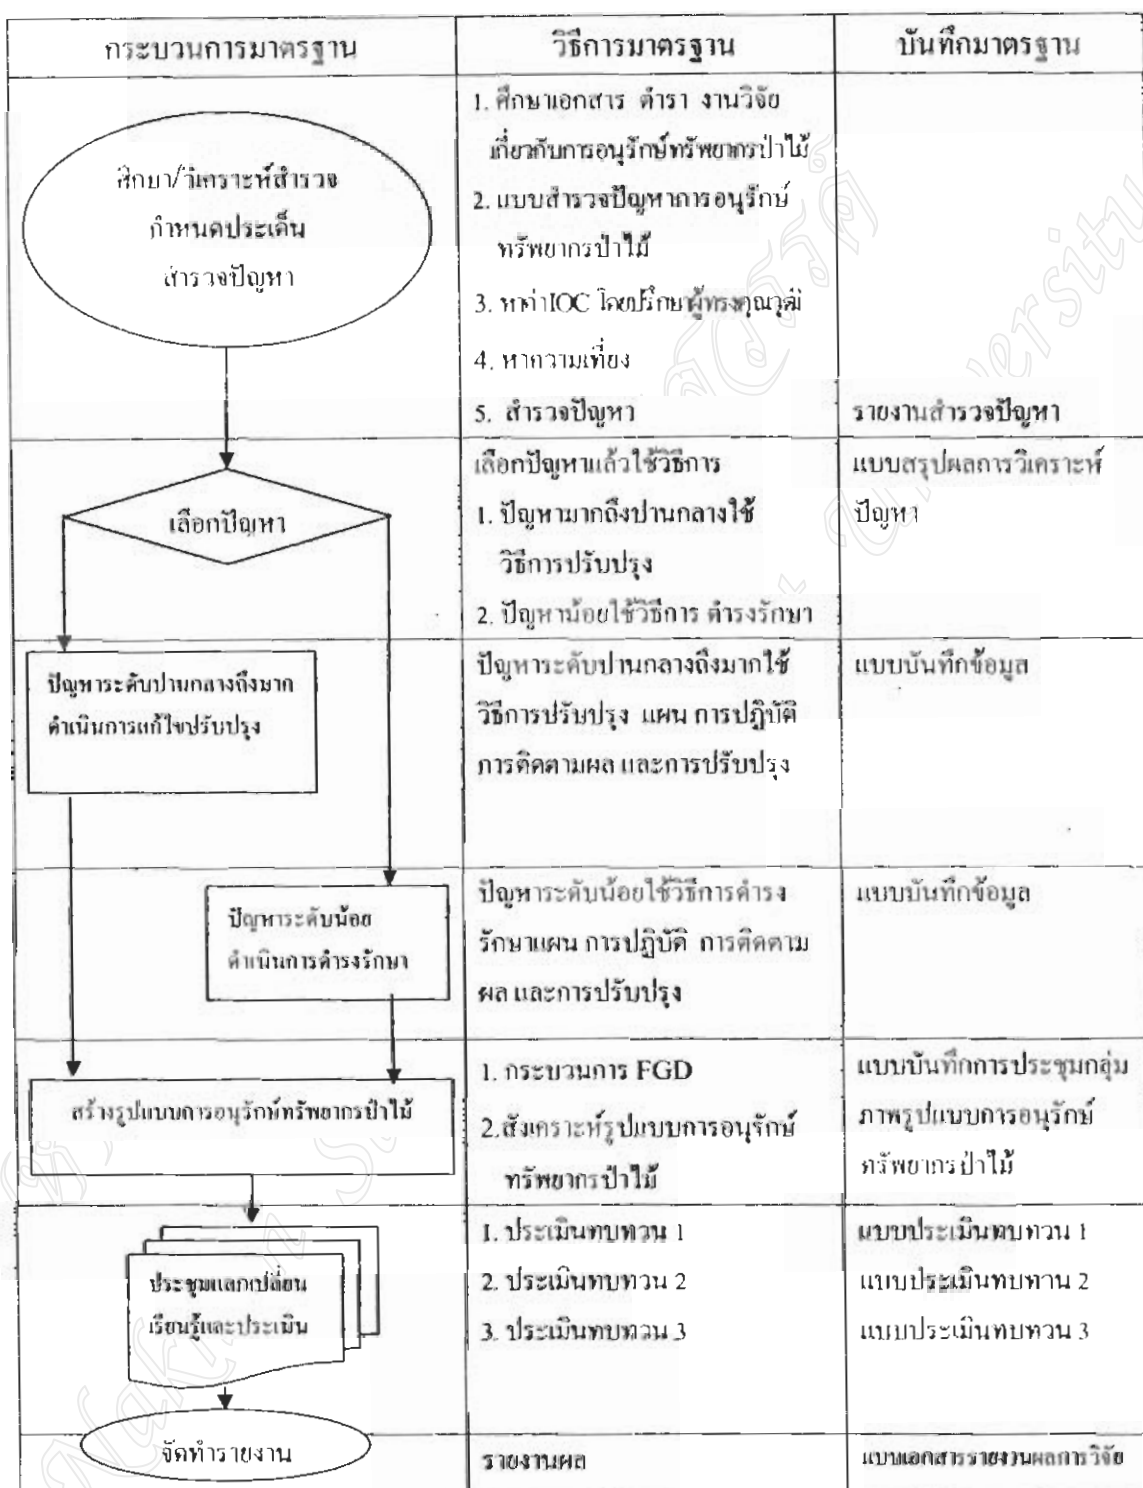 กระบวนการมาตรฐาน
วิธีการมาตรฐาน
บันทึกมาตรฐาน
ศึกษา/วิเคราะห์สำรวจ
กำหนดประเด็น
สำรวจปัญหา
1. ศึกษาเอกสาร ตำรา งานวิจัย
เกี่ยวกับการอนุรักษ์ทรัพยากรป่าไม้
2. แบบสำรวจปัญหาการอนุรักษ์
ทรัพยากรป่าไม้
3. หาค่าIOC โดยปรึกษาผู้ทรงคุณวุฒิ
4. หาความเที่ยง
5. สำรวจปัญหา
รายงานสำรวจปัญหา
เลือกปัญหา
เลือกปัญหาแล้วใช้วิธีการ
1. ปัญหามากถึงปานกลางใช้
วิธีการปรับปรุง
2. ปัญหาน้อยใช้วิธีการ ดำรงรักษา
แบบสรุปผลการวิเคราะห์
ปัญหา
ปัญหาระดับปานกลางถึงมาก
ดำเนินการแก้ไขปรับปรุง
ปัญหาระดับปานกลางถึงมากใช้
วิธีการปรับปรุง แผน การปฏิบัติ
การติดตามผล และการปรับปรุง
แบบบันทึกข้อมูล
ปัญหาระดับน้อย
ดำเนินการดำรงรักษา
ปัญหาระดับน้อยใช้วิธีการดำรง
รักษาแผน การปฏิบัติ การติดตาม
ผล และการปรับปรุง
แบบบันทึกข้อมูล
สร้างรูปแบบการอนุรักษ์ทรัพยากรป่าไม้
1. กระบวนการ FGD
2.สังเคราะห์รูปแบบการอนุรักษ์
ทรัพยากรป่าไม้
แบบบันทึกการประชุมกลุ่ม
ภาพรูปแบบการอนุรักษ์
ทรัพยากรป่าไม้
ประชุมแลกเปลี่ยน
เรียนรู้และประเมิน
1. ประเมินทบทวน 1
2. ประเมินทบทวน 2
3. ประเมินทบทวน 3
แบบประเมินทบทวน 1
แบบประเมินทบทาน 2
แบบประเมินทบทวน 3
จัดทำรายงาน
รายงานผล
แบบเอกสารรายงานผลการวิจัย